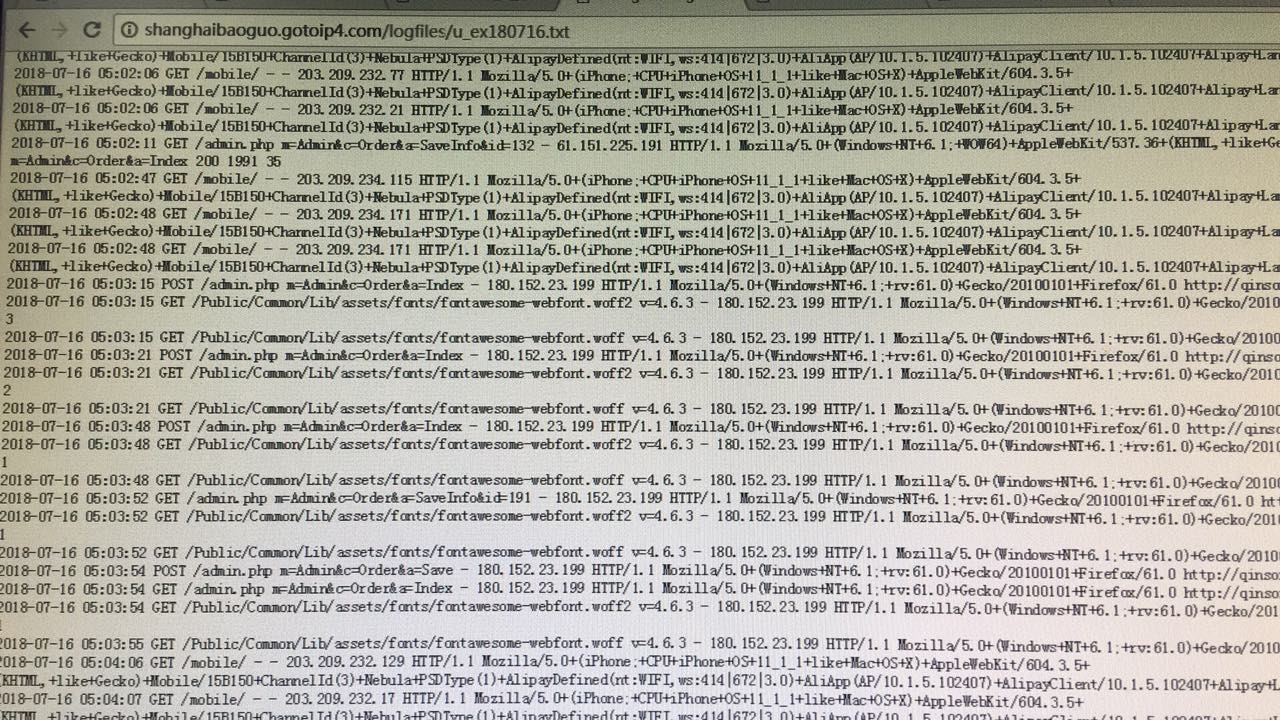 shanghaibaoguo.gotoip4.com/logfiles/u_ex180716.txt
(KHTML,+like+Gecko)+Mobile/15B150+ChannelId(3)+Nebula+PSDType(1)+AlipayDefined(nt:WIFI,ws:414|672|3.0)+AliApp(AP/10.1.5.102407)+AlipayClient/10.1.5.102407+Alipay+Lan
2018-07-16 05:02:06 GET /mobile/ - - 203.209.232.77 HTTP/1.1 Mozilla/5.0+(iPhone;+CPU+iPhone+OS+11_1_1+like+Mac+OS+X)+AppleWebKit/604.3.5+
(KHTML,+like+Gecko)+Mobile/15B150+ChannelId(3)+Nebula+PSDType(1)+AlipayDefined(nt:WIFI,ws:414|672|3.0)+AliApp(AP/10.1.5.102407)+AlipayClient/10.1.5.102407+Alipay+Lan
2018-07-16 05:02:06 GET /mobile/ - - 203.209.232.21 HTTP/1.1 Mozilla/5.0+(iPhone;+CPU+iPhone+OS+11_1_1+like+Mac+OS+X)+AppleWebKit/604.3.5+
(KHTML,+like+Gecko)+Mobile/15B150+ChannelId(3)+Nebula+PSDType(1)+AlipayDefined(nt:WIFI,ws:414|672|3.0)+AliApp(AP/10.1.5.102407)+AlipayClient/10.1.5.102407+Alipay+La
2018-07-16 05:02:11 GET /admin.php m=Admin&c=Order&a=SaveInfo&id=132 - 61.151.225.191 HTTP/1.1 Mozilla/5.0+(Windows+NT+6.1;+WOW64)+AppleWebKit/537.36+(KHTML,+like+Ge
m=Admin&c=Order&a=Index 200 1991 35
2018-07-16 05:02:47 GET /mobile/ - - 203.209.234.115 HTTP/1.1 Mozilla/5.0+(iPhone;+CPU+iPhone+OS+11_1_1+like+Mac+OS+X)+AppleWebKit/604.3.5+
(KHTML,+like+Gecko)+Mobile/15B150+ChannelId(3)+Nebula+PSDType(1)+AlipayDefined(nt:WIFI,ws:414|672|3.0)+AliApp(AP/10.1.5.102407)+AlipayClient/10.1.5.102407+Alipay+La
2018-07-16 05:02:48 GET /mobile/ - - 203.209.234.171 HTTP/1.1 Mozilla/5.0+(iPhone;+CPU+iPhone+OS+11_1_1+like+Mac+OS+X)+AppleWebKit/604.3.5+
(KHTML,+like+Gecko)+Mobile/15B150+ChannelId(3)+Nebula+PSDType(1)+AlipayDefined(nt:WIFI,ws:414|672|3.0)+AliApp(AP/10.1.5.102407)+AlipayClient/10.1.5.102407+Alipay+La
2018-07-16 05:02:48 GET /mobile/ - - 203.209.234.171 HTTP/1.1 Mozilla/5.0+(iPhone;+CPU+iPhone+OS+11_1_1+like+Mac+OS+X)+AppleWebKit/604.3.5+
(KHTML,+like+Gecko)+Mobile/15B150+ChannelId(3)+Nebula+PSDType(1)+AlipayDefined(nt:WIFI,ws:414|672|3.0)+AliApp(AP/10.1.5.102407)+AlipayClient/10.1.5.102407+Alipay+La
2018-07-16 05:03:15 POST /admin.php m=Admin&c=Order&a=Index - 180.152.23.199 HTTP/1.1 Mozilla/5.0+(Windows+NT+6.1;+rv:61.0)+Gecko/20100101+Firefox/61.0 http://qinso
2018-07-16 05:03:15 GET /Public/Common/Lib/assets/fonts/fontawesome-webfont.woff2 v=4.6.3 - 180.152.23.199 HTTP/1.1 Mozilla/5.0+(Windows+NT+6.1;+rv:61.0)+Gecko/2010
3
2018-07-16 05:03:15 GET /Public/Common/Lib/assets/fonts/fontawesome-webfont.woff v=4.6.3 - 180.152.23.199 HTTP/1.1 Mozilla/5.0+(Windows+NT+6.1;+rv:61.0)+Gecko/20100
2018-07-16 05:03:21 POST /admin.php m=Admin&c=Order&a=Index - 180.152.23.199 HTTP/1.1 Mozilla/5.0+(Windows+NT+6.1;+rv:61.0)+Gecko/20100101+Firefox/61.0 http://qinso
2018-07-16 05:03:21 GET /Public/Common/Lib/assets/fonts/fontawesome-webfont.woff2 v=4.6.3 - 180.152.23.199 HTTP/1.1 Mozilla/5.0+(Windows+NT+6.1;+rv:61.0)+Gecko/2010
2
2018-07-16 05:03:21 GET /Public/Common/Lib/assets/fonts/fontawesome-webfont.woff v=4.6.3 - 180.152.23.199 HTTP/1.1 Mozilla/5.0+(Windows+NT+6.1;+rv:61.0)+Gecko/20100
2018-07-16 05:03:48 POST /admin.php m=Admin&c=Order&a=Index - 180.152.23.199 HTTP/1.1 Mozilla/5.0+(Windows+NT+6.1;+rv:61.0)+Gecko/20100101+Firefox/61.0 http://qinso
2018-07-16 05:03:48 GET /Public/Common/Lib/assets/fonts/fontawesome-webfont.woff2 v=4.6.3 - 180.152.23.199 HTTP/1.1 Mozilla/5.0+(Windows+NT+6.1;+rv:61.0)+Gecko/2010
1
2018-07-16 05:03:48 GET /Public/Common/Lib/assets/fonts/fontawesome-webfont.woff v=4.6.3 - 180.152.23.199 HTTP/1.1 Mozilla/5.0+(Windows+NT+6.1;+rv:61.0)+Gecko/20100
2018-07-16 05:03:52 GET /admin.php m=Admin&c=Order&a=SaveInfo&id=191 - 180.152.23.199 HTTP/1.1 Mozilla/5.0+(Windows+NT+6.1;+rv:61.0)+Gecko/20100101+Firefox/61.0 ht
2018-07-16 05:03:52 GET /Public/Common/Lib/assets/fonts/fontawesome-webfont.woff2 v=4.6.3 - 180.152.23.199 HTTP/1.1 Mozilla/5.0+(Windows+NT+6.1;+rv:61.0)+Gecko/2010
1
2018-07-16 05:03:52 GET /Public/Common/Lib/assets/fonts/fontawesome-webfont.woff v=4.6.3 - 180.152.23.199 HTTP/1.1 Mozilla/5.0+(Windows+NT+6.1;+rv:61.0)+Gecko/2010
2018-07-16 05:03:54 POST /admin.php m=Admin&c=Order&a=Save - 180.152.23.199 HTTP/1.1 Mozilla/5.0+(Windows+NT+6.1;+rv:61.0)+Gecko/20100101+Firefox/61.0 http://qinso
2018-07-16 05:03:54 GET /admin.php m=Admin&c=Order&a=Index - 180.152.23.199 HTTP/1.1 Mozilla/5.0+(Windows+NT+6.1;+rv:61.0)+Gecko/20100101+Firefox/61.0 http://qinso
2018-07-16 05:03:54 GET /Public/Common/Lib/assets/fonts/fontawesome-webfont.woff2 v=4.6.3 - 180.152.23.199 HTTP/1.1 Mozilla/5.0+(Windows+NT+6.1;+rv:61.0)+Gecko/201
2018-07-16 05:03:55 GET /Public/Common/Lib/assets/fonts/fontawesome-webfont.woff v=4.6.3 - 180.152.23.199 HTTP/1.1 Mozilla/5.0+(Windows+NT+6.1;+rv:61.0)+Gecko/2010
2018-07-16 05:04:06 GET /mobile/ - - 203.209.232.129 HTTP/1.1 Mozilla/5.0+(iPhone;+CPU+iPhone+OS+11_1_1+like+Mac+OS+X)+AppleWebKit/604.3.5+
(KHTML,+like+Gecko)+Mobile/15B150+ChannelId(3)+Nebula+PSDType(1)+AlipayDefined(nt:WIFI,ws:414|672|3.0)+AliApp(AP/10.1.5.102407)+AlipayClient/10.1.5.102407+Alipay+L
2018-07-16 05:04:07 GET /mobile/ - - 203.209.232.17 HTTP/1.1 Mozilla/5.0+(iPhone;+CPU+iPhone+OS+11_1_1+like+Mac+OS+X)+AppleWebKit/604.3.5+
(KHTML,+like+Gecko)+Mobile/15B150+ChannelId(3)+Nebula+PSDType(1)+AlipayDefined(nt:WIFI,ws:414|672|3.0)+AliApp(AP/10.1.5.102407)+AlipayClient/10.1.5.102407+Alipay+